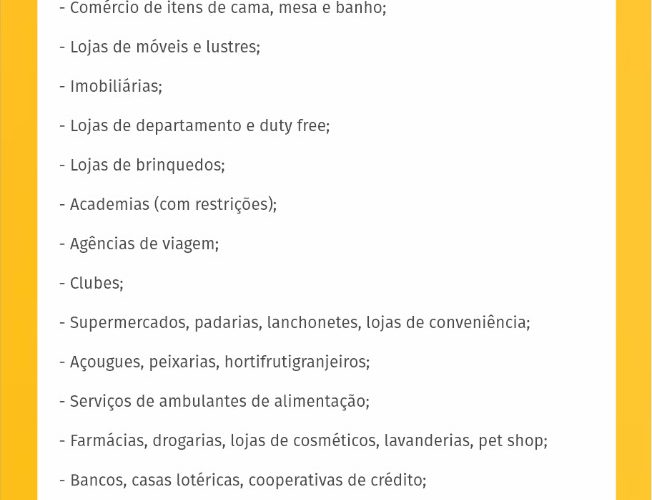 - Comércio de itens de cama, mesa e banho;
- Lojas de móveis e lustres;
- Imobiliárias;
- Lojas de departamento e duty free;
- Lojas de brinquedos;
- Academias (com restrições);
- Agências de viagem;
- Clubes;
- Supermercados, padarias, lanchonetes, lojas de conveniência;
- Açougues, peixarias, hortifrutigranjeiros;
- Serviços de ambulantes de alimentação;
- Farmácias, drogarias, lojas de cosméticos, lavanderias, pet shop;
- Bancos, casas lotéricas, cooperativas de crédito;